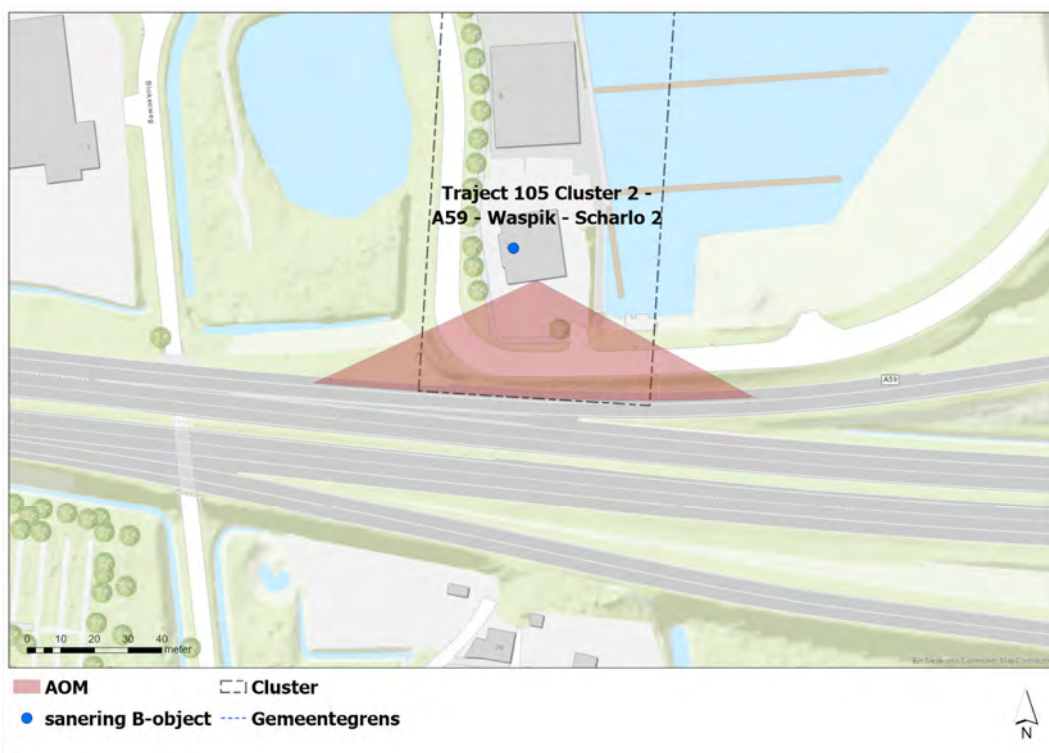 Blokenweg
Traject 105 Cluster 2 -
A59 - Waspik - Scharlo 2
A59
0 10 20 30 40
meter
AOM
Cluster
sanering B-object
Gemeentegrens
N